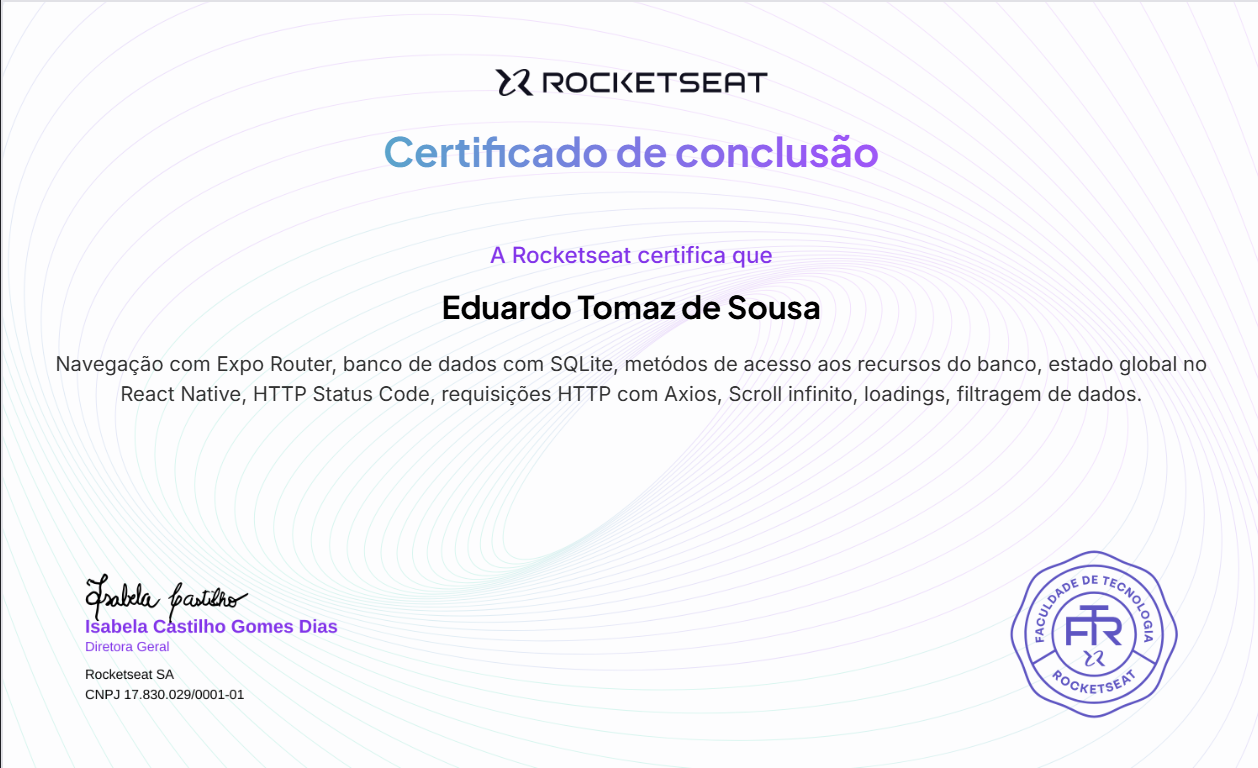 ROCKETSEAT
Certificado de conclusão
A Rocketseat certifica que
Eduardo Tomaz de Sousa
Navegação com Expo Router, banco de dados com SQLite, metódos de acesso aos recursos do banco, estado global no
React Native, HTTP Status Code, requisições HTTP com Axios, Scroll infinito, loadings, filtragem de dados.
Isabela Castilho
Isabela Castilho Gomes Dias
Diretora Geral
Rocketseat SA
CNPJ 17.830.029/0001-01
FACULDADE DE TECNOLOGIA
FTR
ROCKETSEAT